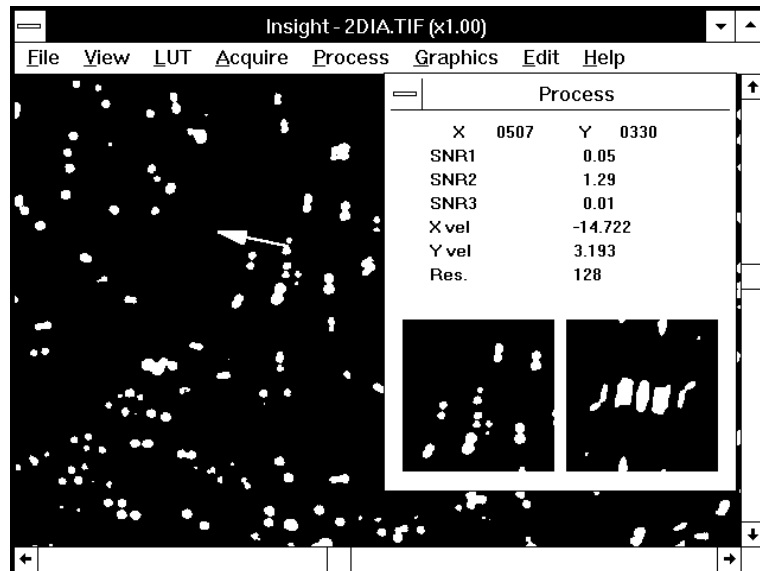 Insight - 2DIA.TIF (x1.00)
File View LUT Acquire Process Graphics Edit Help
Process
X 0507 Y 0330
SNR1 0.05
SNR2 1.29
SNR3 0.01
X vel -14.722
Y vel 3.193
Res. 128